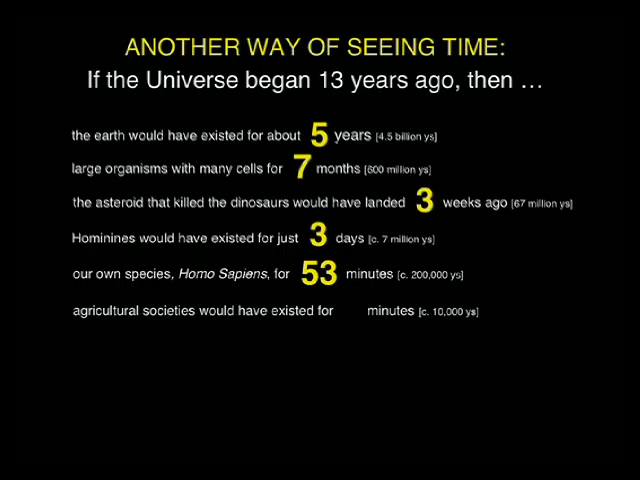 ANOTHER WAY OF SEEING TIME:
If the Universe began 13 years ago, then …
the earth would have existed for about 5 years [4.5 billion ys]
large organisms with many cells for 7 months [600 million ys]
the asteroid that killed the dinosaurs would have landed 3 weeks ago [67 million ys]
Hominines would have existed for just 3 days [c. 7 million ys]
our own species, Homo Sapiens, for 53 minutes [c. 200,000 ys]
agricultural societies would have existed for minutes [c. 10,000 ys]